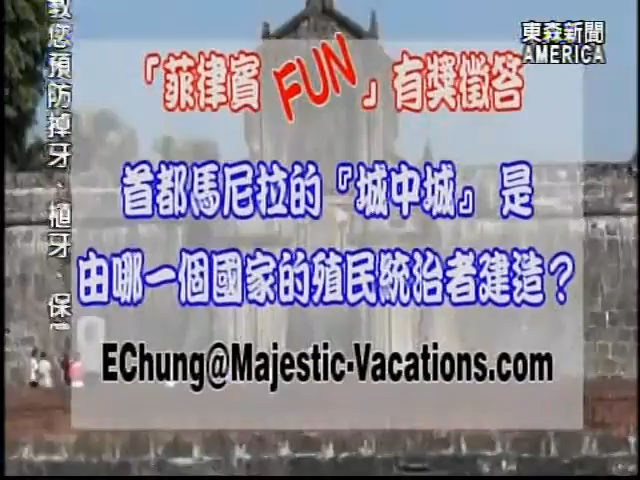 東森新聞
AMERICA
「菲律賓 FUN」有獎徵答
首都馬尼拉的『城中城』是
由哪一個國家的殖民統治者建造？
EChung@Majestic-Vacations.com
教您預防掉牙、植牙、保